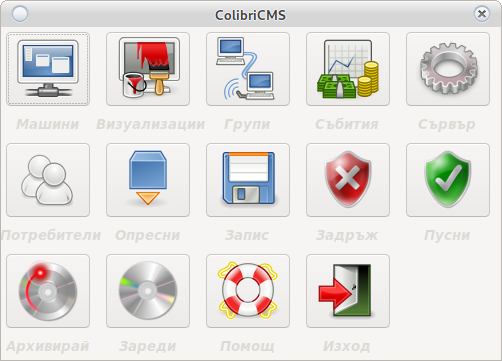 ColibriCMS
Машини Визуализации Групи Събития Сървър
Потребители Опресни Запис Задръж Пусни
Архивирай Зареди Помощ Изход